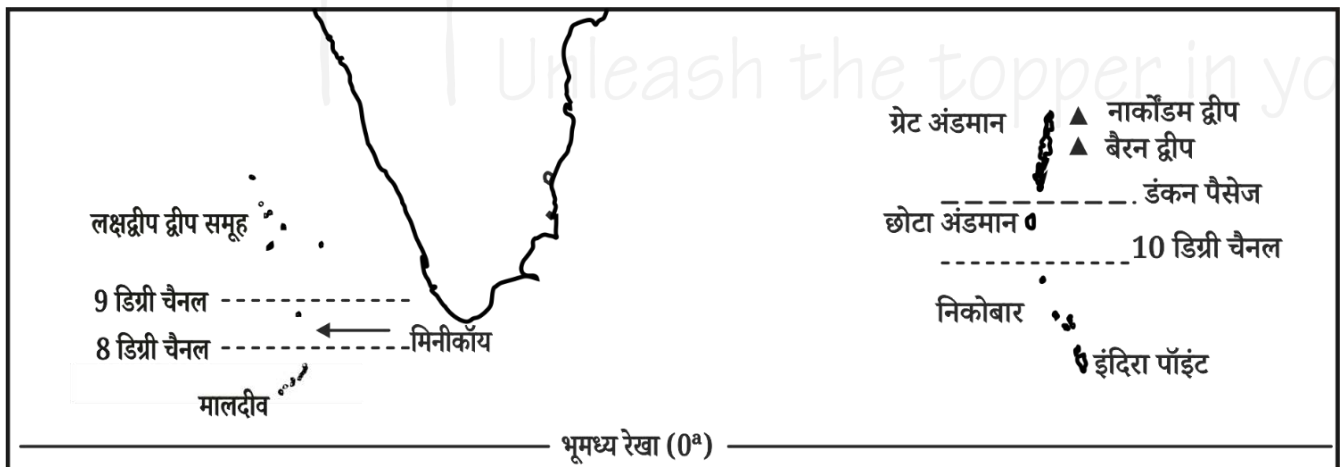 Unleash the topper in yo
ग्रेट अंडमान
नार्कोंडम द्वीप
बैरन द्वीप
डंकन पैसेज
लक्षद्वीप द्वीप समूह
छोटा अंडमान
10 डिग्री चैनल
9 डिग्री चैनल
निकोबार
मिनीकॉय
8 डिग्री चैनल
इंदिरा पॉइंट
मालदीव
भूमध्य रेखा (0ª)